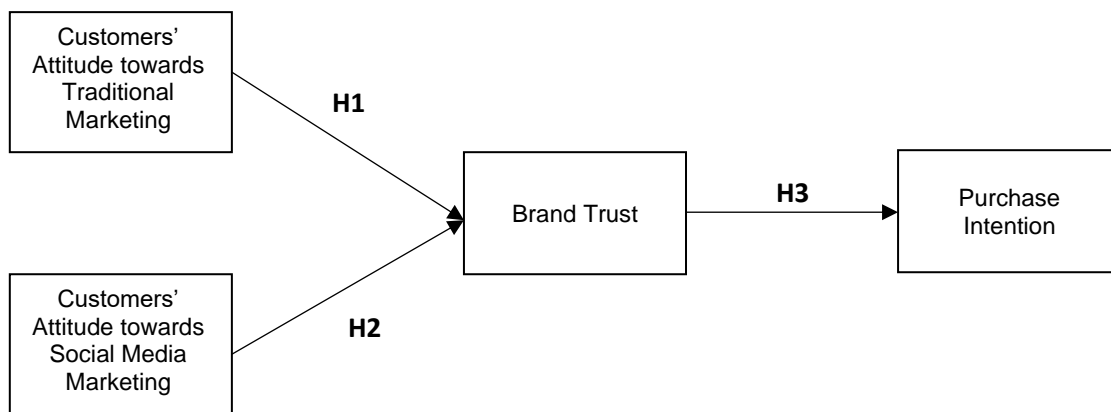 Customers’
Attitude towards
Traditional
Marketing
H1
Brand Trust
H3
Purchase
Intention
Customers’
Attitude towards
Social Media
Marketing
H2